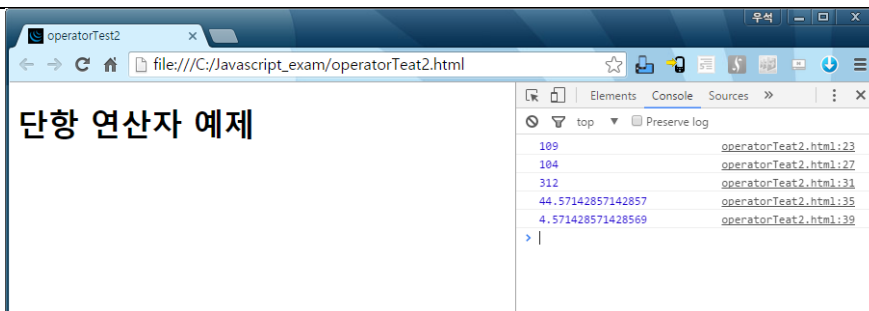 우석
operatorTest2
file:///C:/Javascript_exam/operatorTeat2.html
Elements Console Sources
top Preserve log
단항 연산자 예제
109 operatorTeat2.html:23
104 operatorTeat2.html:27
312 operatorTeat2.html:31
44.57142857142857 operatorTeat2.html:35
4.571428571428569 operatorTeat2.html:39